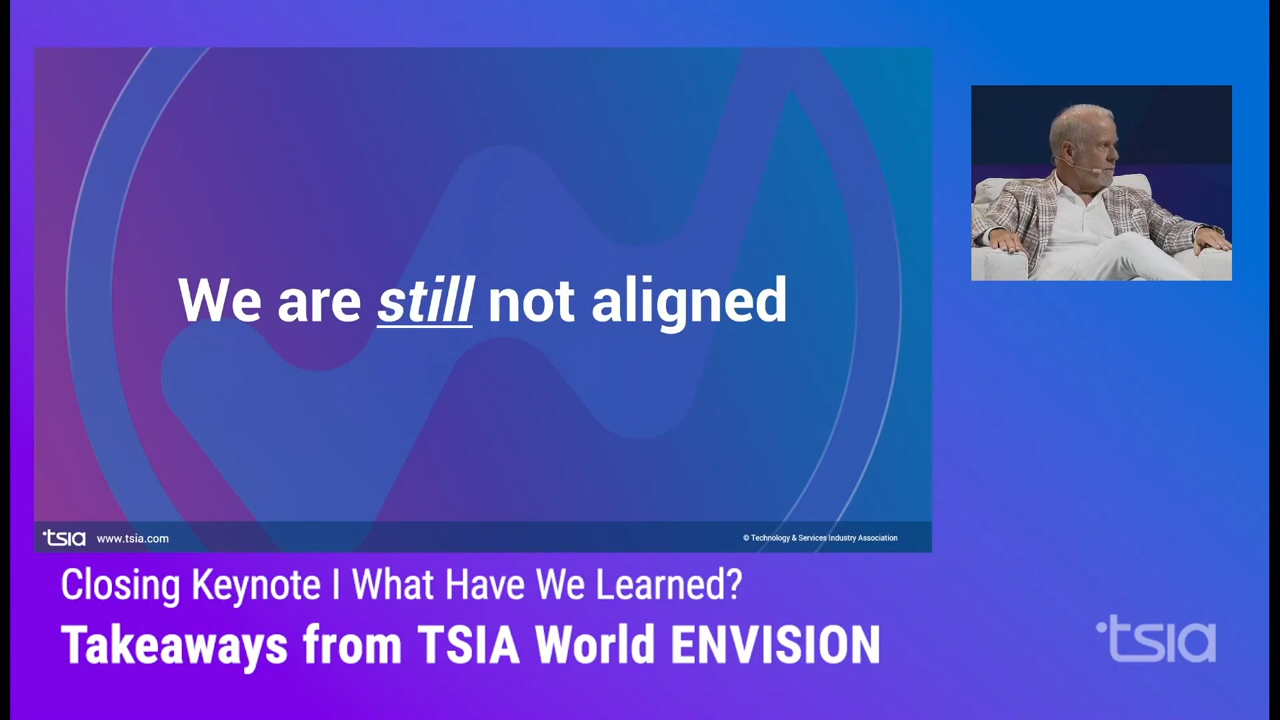 We are still not aligned
tsia www.tsia.com
© Technology & Services Industry Association
Closing Keynote I What Have We Learned?
Takeaways from TSIA World ENVISION
tsia